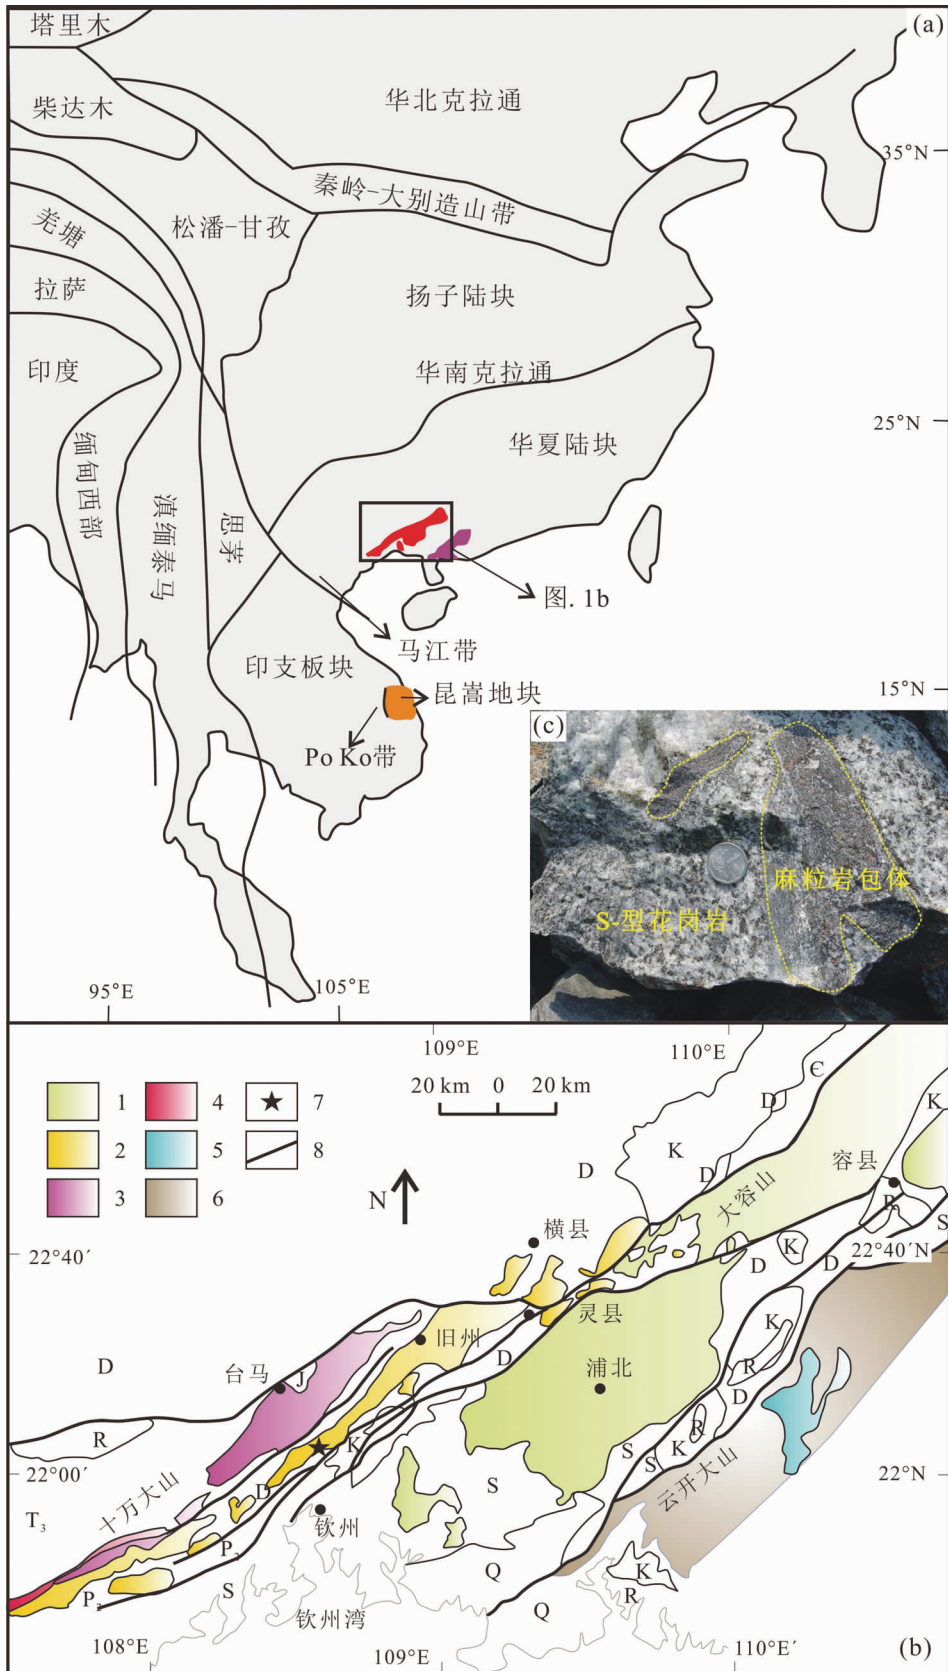 (a)
塔里木
柴达木
华北克拉通
35°N
秦岭-大别造山带
松潘-甘孜
羌塘
拉萨
扬子陆块
印度
华南克拉通
25°N
华夏陆块
缅甸西部
滇缅泰马
思茅
图. 1b
马江带
印支板块
昆嵩地块
15°N
Po Ko带
(c)
麻粒岩包体
S-型花岗岩
95°E
105°E
109°E
110°E
20 km 0 20 km
1
4
7
2
5
8
3
6
N
Є
D
K
D
K
D
大容山
容县
R
S
横县
22°40′
22°40′N
K
D
D
灵县
旧州
D
K
D
台马
J
浦北
R
D
R
K
R
S
S
K
22°00′
D
S
云开大山
22°N
T3
十万大山
钦州
P2
P2
S
Q
K
R
钦州湾
Q
108°E
109°E
110°E′
(b)